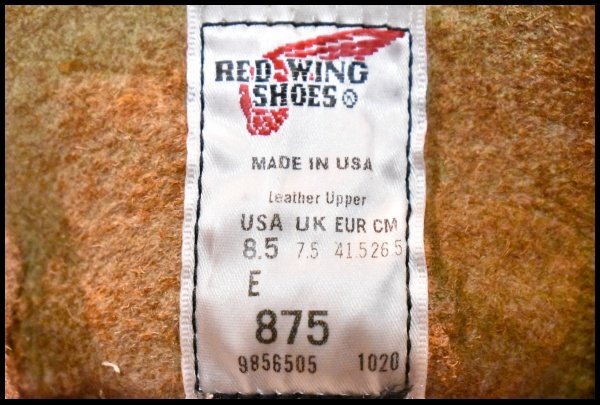 RED WING
SHOES®
MADE IN USA
Leather Upper
USA UK EUR CM
8.5 7.5 41.5 26.5
E
875
9856505 1020